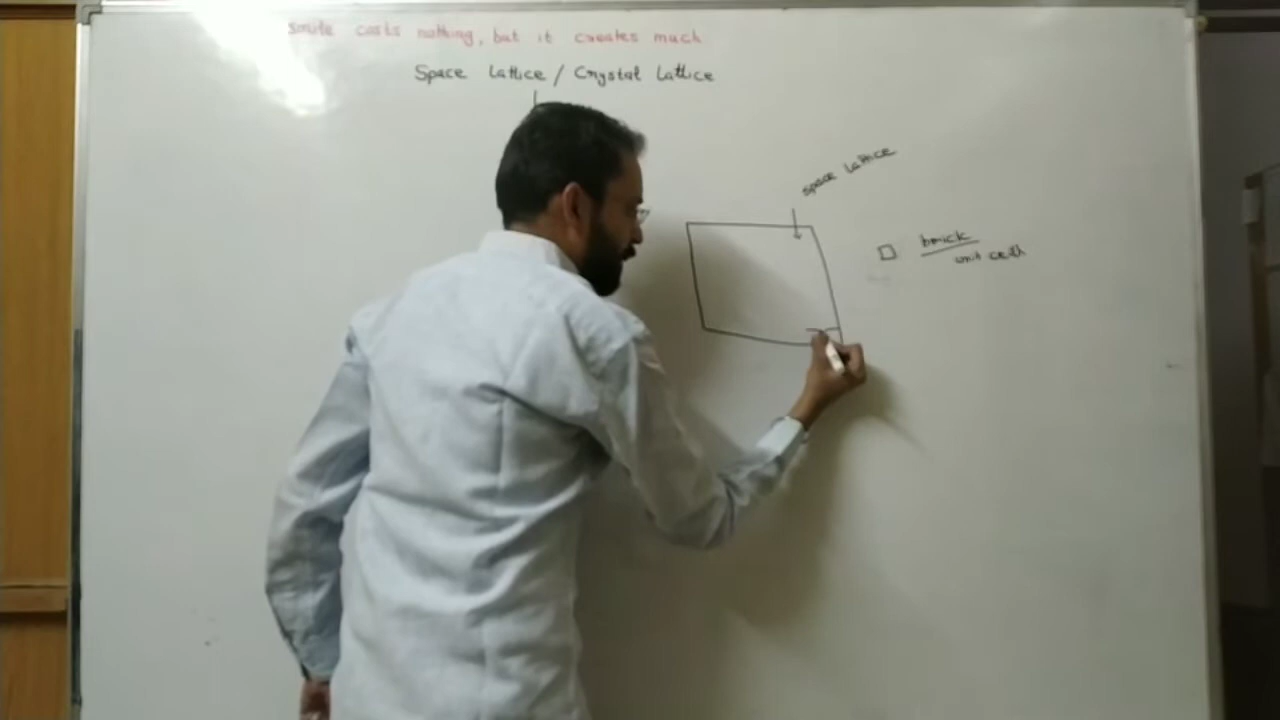 smile costs nothing, but it creates much
Space Lattice / Crystal Lattice
space Lattice
brick
unit cell